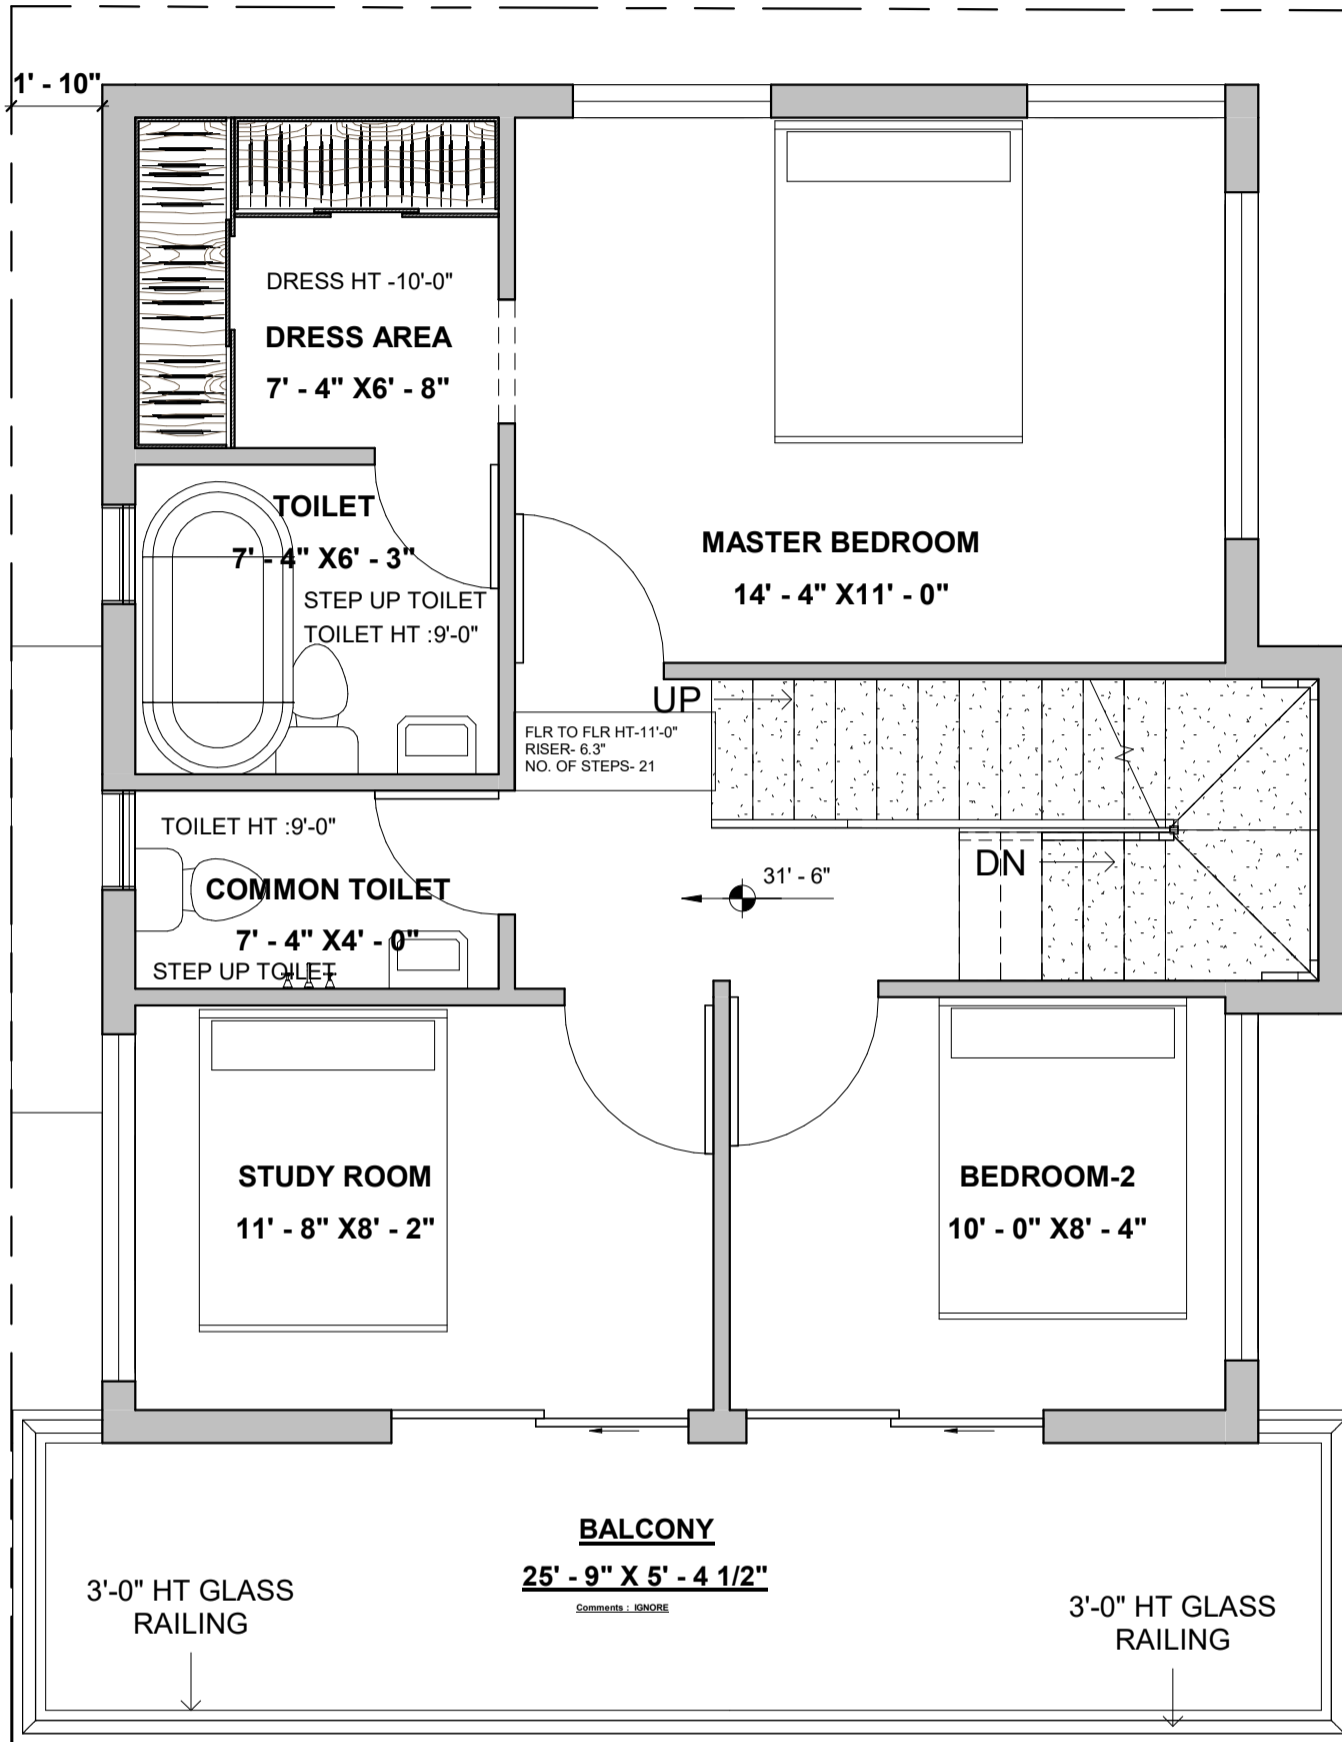 1' - 10"
DRESS HT -10'-0"
DRESS AREA
7' - 4" X6' - 8"
TOILET
7' - 4" X6' - 3"
STEP UP TOILET
TOILET HT :9'-0"
MASTER BEDROOM
14' - 4" X11' - 0"
UP
FLR TO FLR HT-11'-0"
RISER- 6.3"
NO. OF STEPS- 21
TOILET HT :9'-0"
COMMON TOILET
7' - 4" X4' - 0"
STEP UP TOILET
DN
31' - 6"
STUDY ROOM
11' - 8" X8' - 2"
BEDROOM-2
10' - 0" X8' - 4"
BALCONY
25' - 9" X 5' - 4 1/2"
Comments : IGNORE
3'-0" HT GLASS
RAILING
3'-0" HT GLASS
RAILING